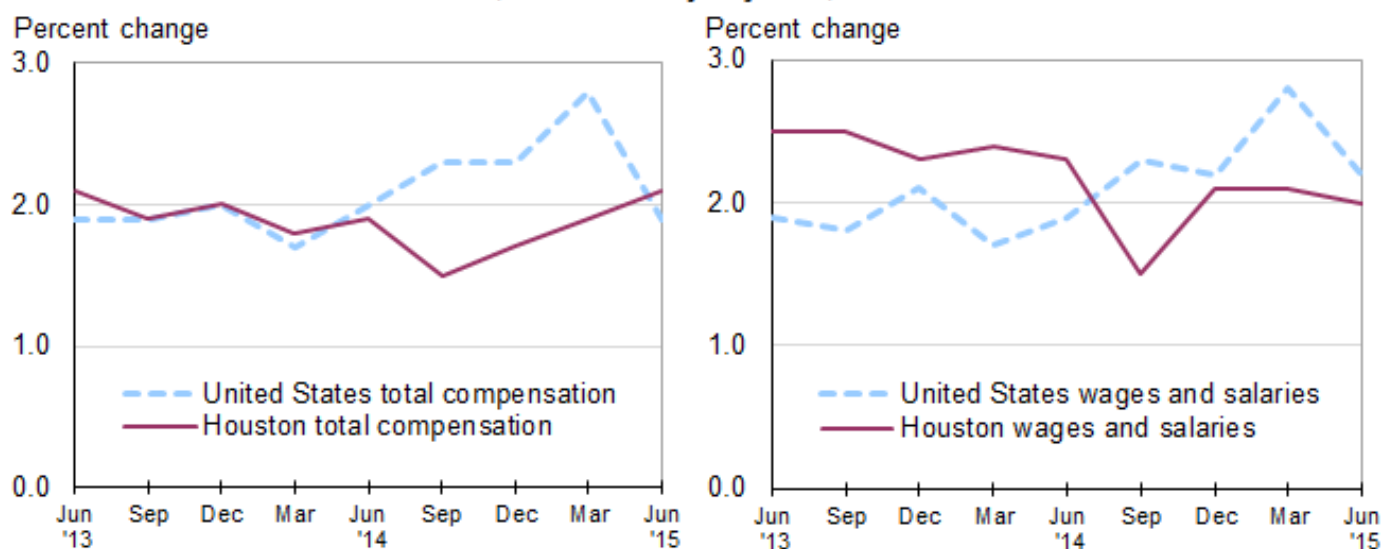 Percent change
3.0
2.0
1.0
0.0
United States total compensation
Houston total compensation
Jun Sep Dec Mar Jun Sep Dec Mar Jun
'13 '14 '15
Percent change
3.0
2.0
1.0
0.0
United States wages and salaries
Houston wages and salaries
Jun Sep Dec Mar Jun Sep Dec Mar Jun
'13 '14 '15